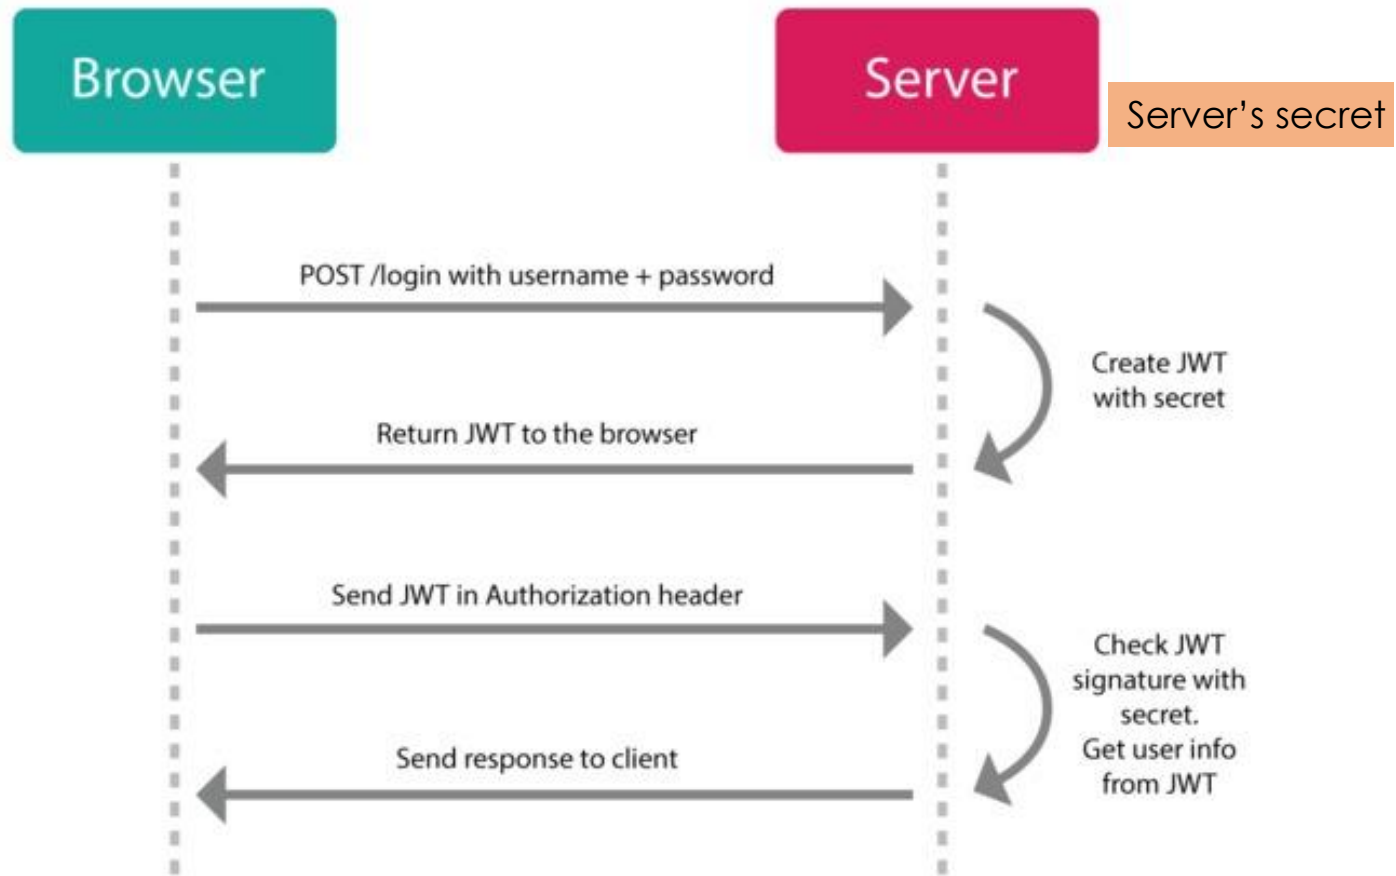 Browser
Server
Server’s secret
POST /login with username + password
Create JWT
with secret
Return JWT to the browser
Send JWT in Authorization header
Check JWT
signature with
secret.
Get user info
from JWT
Send response to client